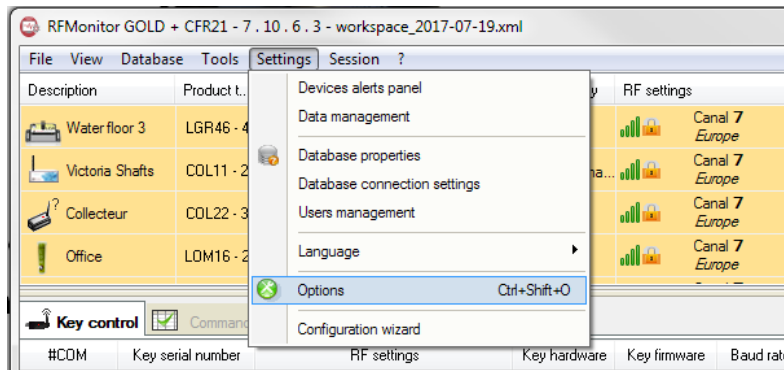 RFMonitor GOLD + CFR21 - 7 . 10 . 6 . 3 - workspace_2017-07-19.xml
File View Database Tools Settings Session ?
Description Product t.. y RF settings
Devices alerts panel
Data management
Database properties
Database connection settings
Users management
Language
Options Ctrl+Shift+O
Configuration wizard
Water floor 3 LGR46 - 4 Canal 7
Europe
Victoria Shafts COL11 - 2 na... Canal 7
Europe
Collecteur COL22 - 3 Canal 7
Europe
Office LOM16 - 2 Canal 7
Europe
Key control Command
#COM Key serial number RF settings Key hardware Key firmware Baud rat